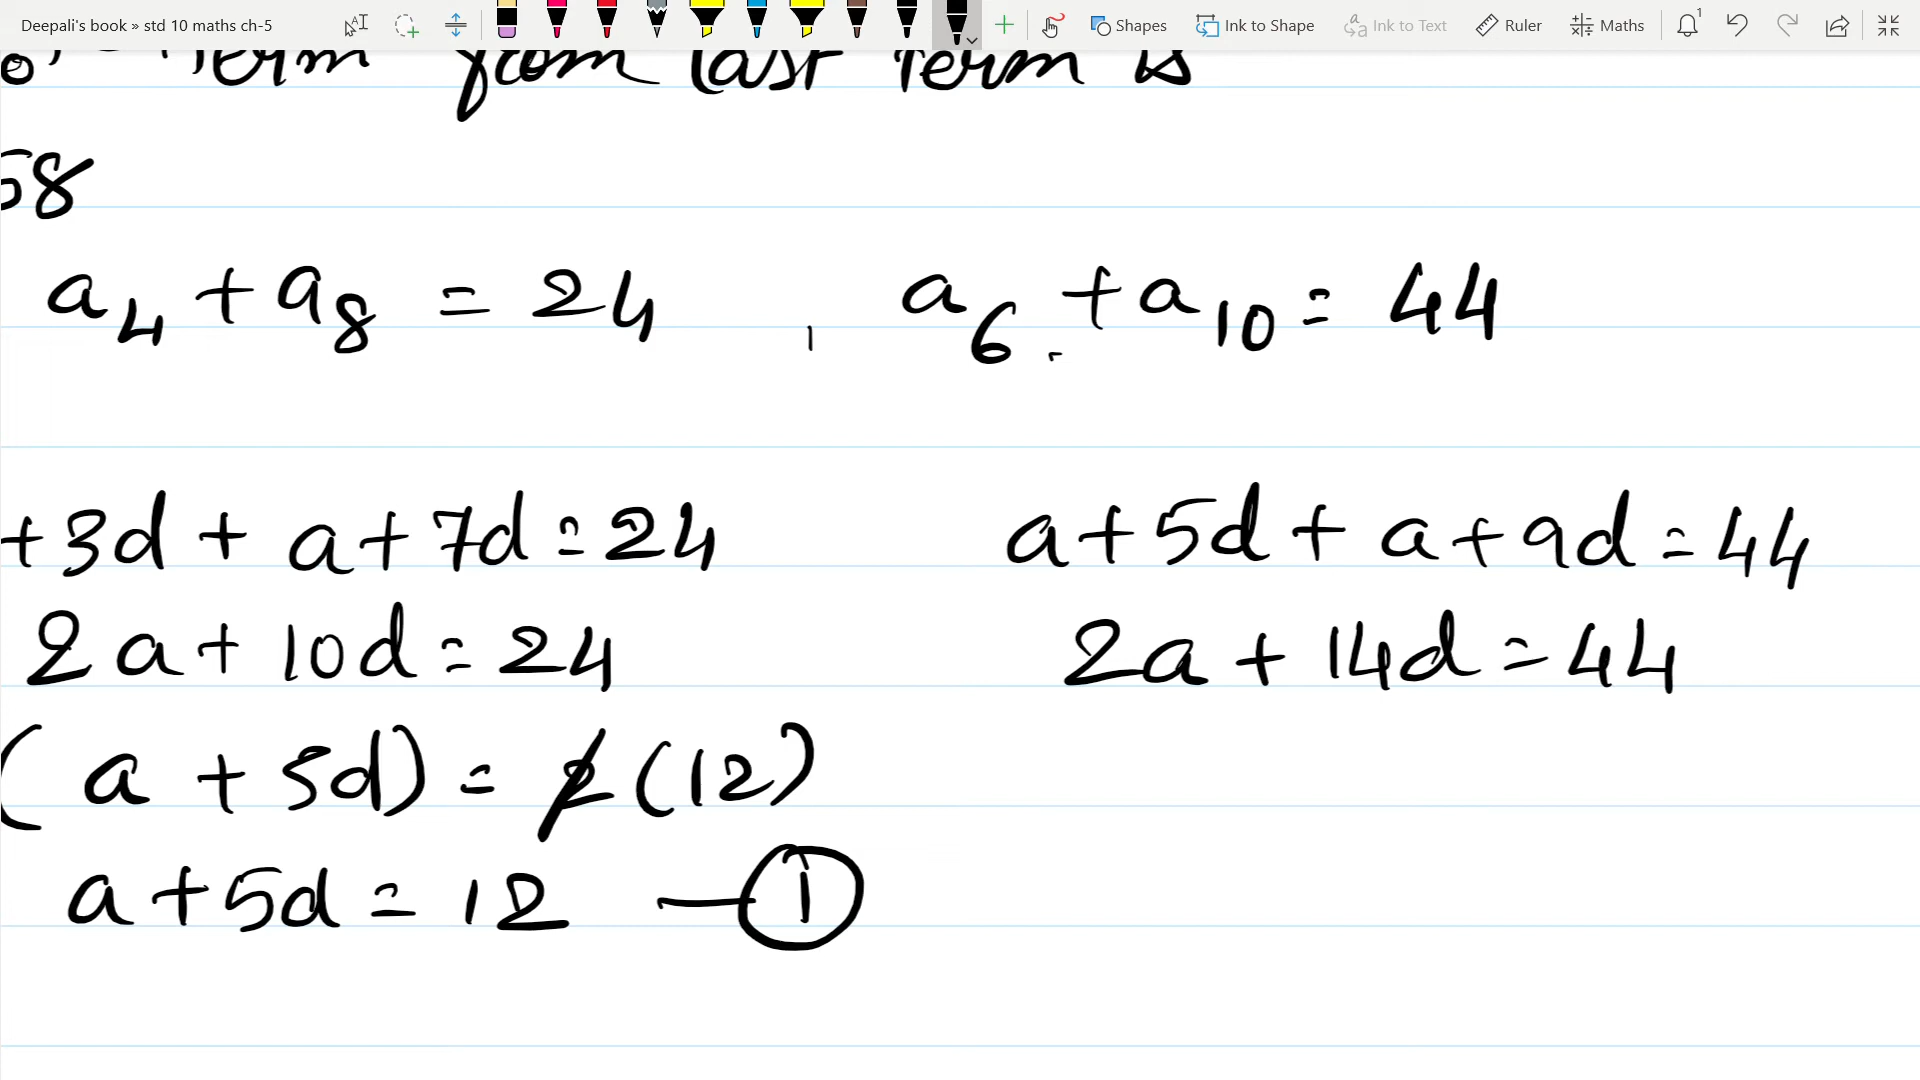 Deepali's book » std 10 maths ch-5 Shapes Ink to Shape Ink to Text Ruler Maths 1
Term from last term is
58
a₄ + a₈ = 24 , a₆ + a₁₀ = 44
+3d + a+7d = 24 a+5d + a+9d = 44
2a + 10d = 24 2a + 14d = 44
( a + 5d) = 2 (12)
a + 5d = 12 — ①